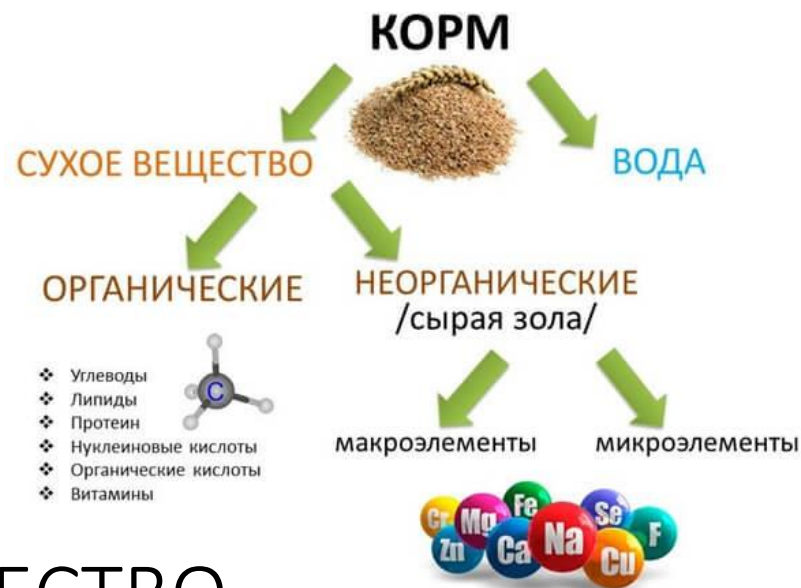 КОРМ
СУХОЕ ВЕЩЕСТВО
ВОДА
ОРГАНИЧЕСКИЕ
НЕОРГАНИЧЕСКИЕ
/сырая зола/
C
❖ Углеводы
❖ Липиды
❖ Протеин
❖ Нуклеиновые кислоты
❖ Органические кислоты
❖ Витамины
макроэлементы
микроэлементы
Cr Mg Fe Se F
Zn Ca Na Cu